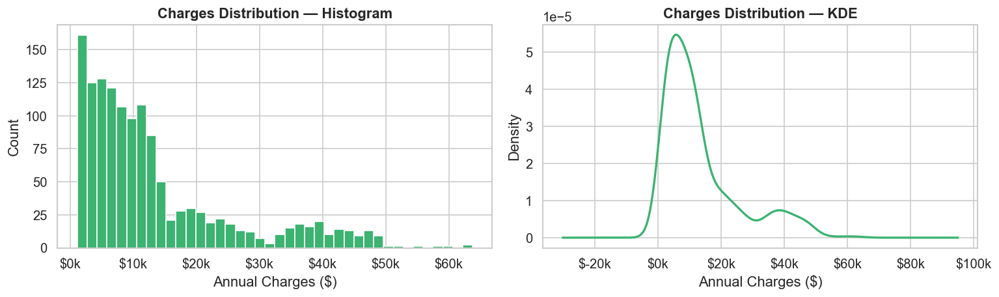 Charges Distribution — Histogram
150
125
100
75
50
25
0
Count
$0k $10k $20k $30k $40k $50k $60k
Annual Charges ($)
Charges Distribution — KDE
1e−5
5
4
3
2
1
0
Density
$-20k $0k $20k $40k $60k $80k $100k
Annual Charges ($)